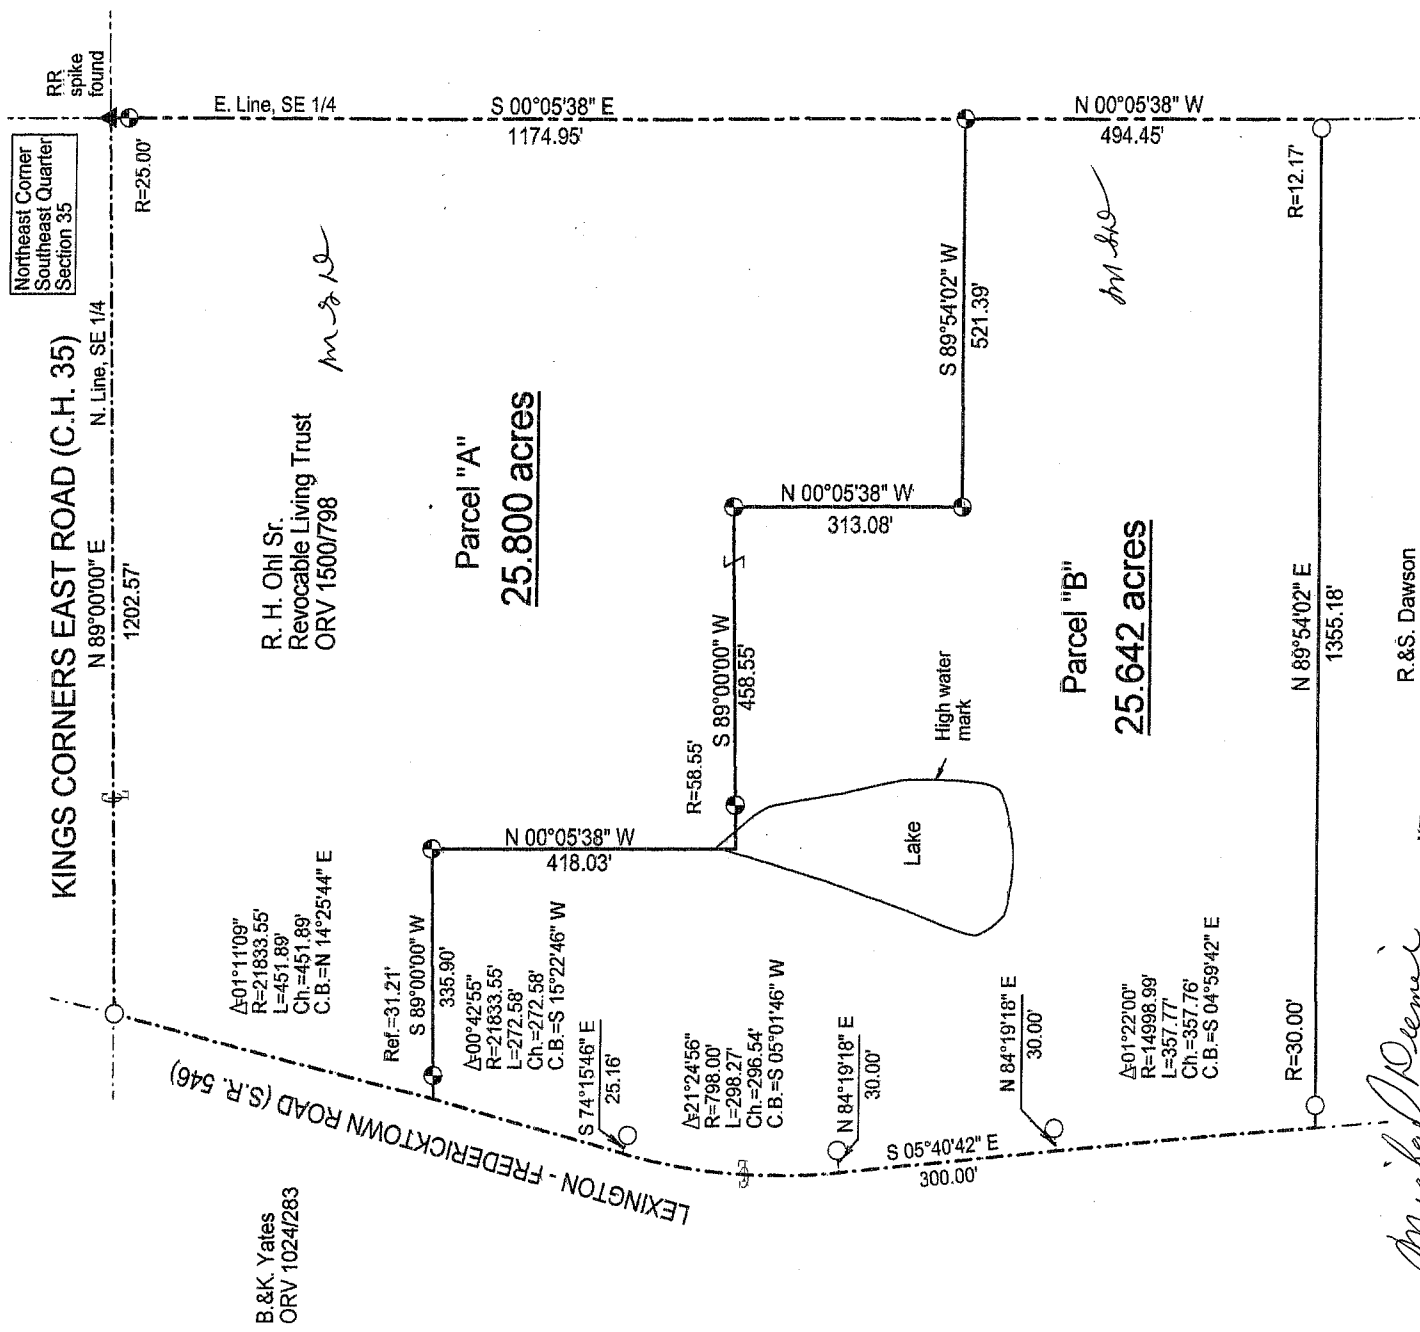 RR
spike
found
Northeast Corner
Southeast Quarter
Section 35
KINGS CORNERS EAST ROAD (C.H. 35)
N. Line, SE 1/4
N 89°00'00" E
1202.57'
R=25.00'
E. Line, SE 1/4
S 00°05'38" E
1174.95'
N 00°05'38" W
494.45'
R=12.17'
R. H. Ohl Sr.
Revocable Living Trust
ORV 1500/798
Parcel "A"
25.800 acres
S 89°54'02" W
521.39'
N 00°05'38" W
313.08'
S 89°00'00" W
458.55'
R=58.55'
N 00°05'38" W
418.03'
Ref.=31.21'
S 89°00'00" W
335.90'
Δ=01°11'09"
R=21833.55'
L=451.89'
Ch.=451.89'
C.B.=N 14°25'44" E
Δ=00°42'55"
R=21833.55'
L=272.58'
Ch.=272.58'
C.B.=S 15°22'46" W
S 74°15'46" E
25.16'
Δ=21°24'56"
R=798.00'
L=298.27'
Ch.=296.54'
C.B.=S 05°01'46" W
N 84°19'18" E
30.00'
S 05°40'42" E
300.00'
N 84°19'18" E
30.00'
Δ=01°22'00"
R=14998.99'
L=357.77'
Ch.=357.76'
C.B.=S 04°59'42" E
R=30.00'
High water
mark
Lake
Parcel "B"
25.642 acres
N 89°54'02" E
1355.18'
R.&S. Dawson
LEXINGTON - FREDERICKTOWN ROAD (S.R. 546)
B.&K. Yates
ORV 1024/283